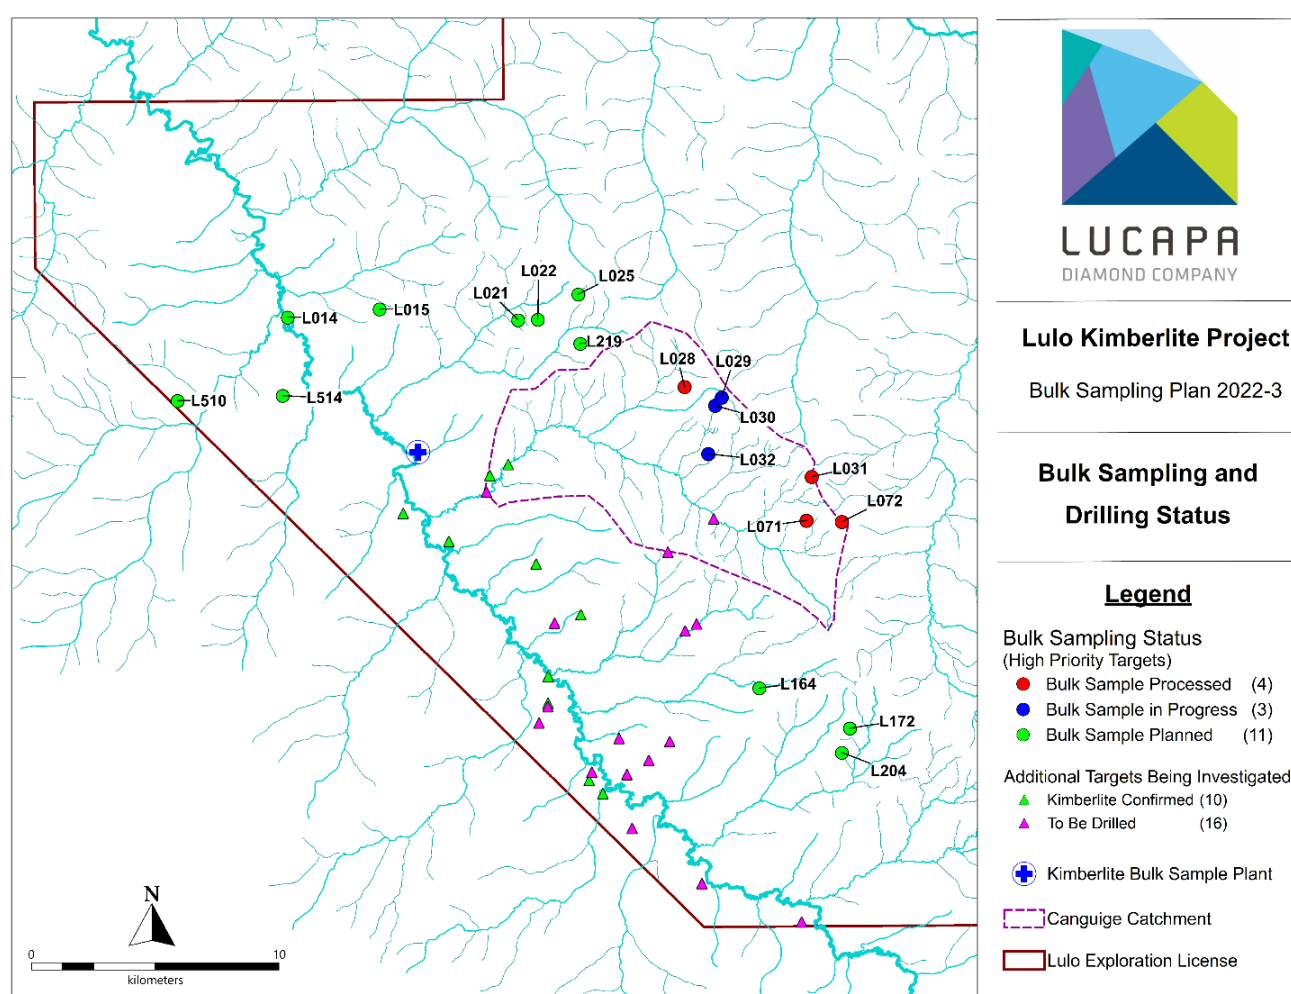 L022
L025
L021
L014
L015
L219
L028
L029
L030
L510
L514
L032
L031
L072
L071
L164
L172
L204
N
0
10
kilometers
LUCAPA
DIAMOND COMPANY
Lulo Kimberlite Project
Bulk Sampling Plan 2022-3
Bulk Sampling and
Drilling Status
Legend
Bulk Sampling Status
(High Priority Targets)
Bulk Sample Processed (4)
Bulk Sample in Progress (3)
Bulk Sample Planned (11)
Additional Targets Being Investigated
Kimberlite Confirmed (10)
To Be Drilled (16)
Kimberlite Bulk Sample Plant
Canguige Catchment
Lulo Exploration License